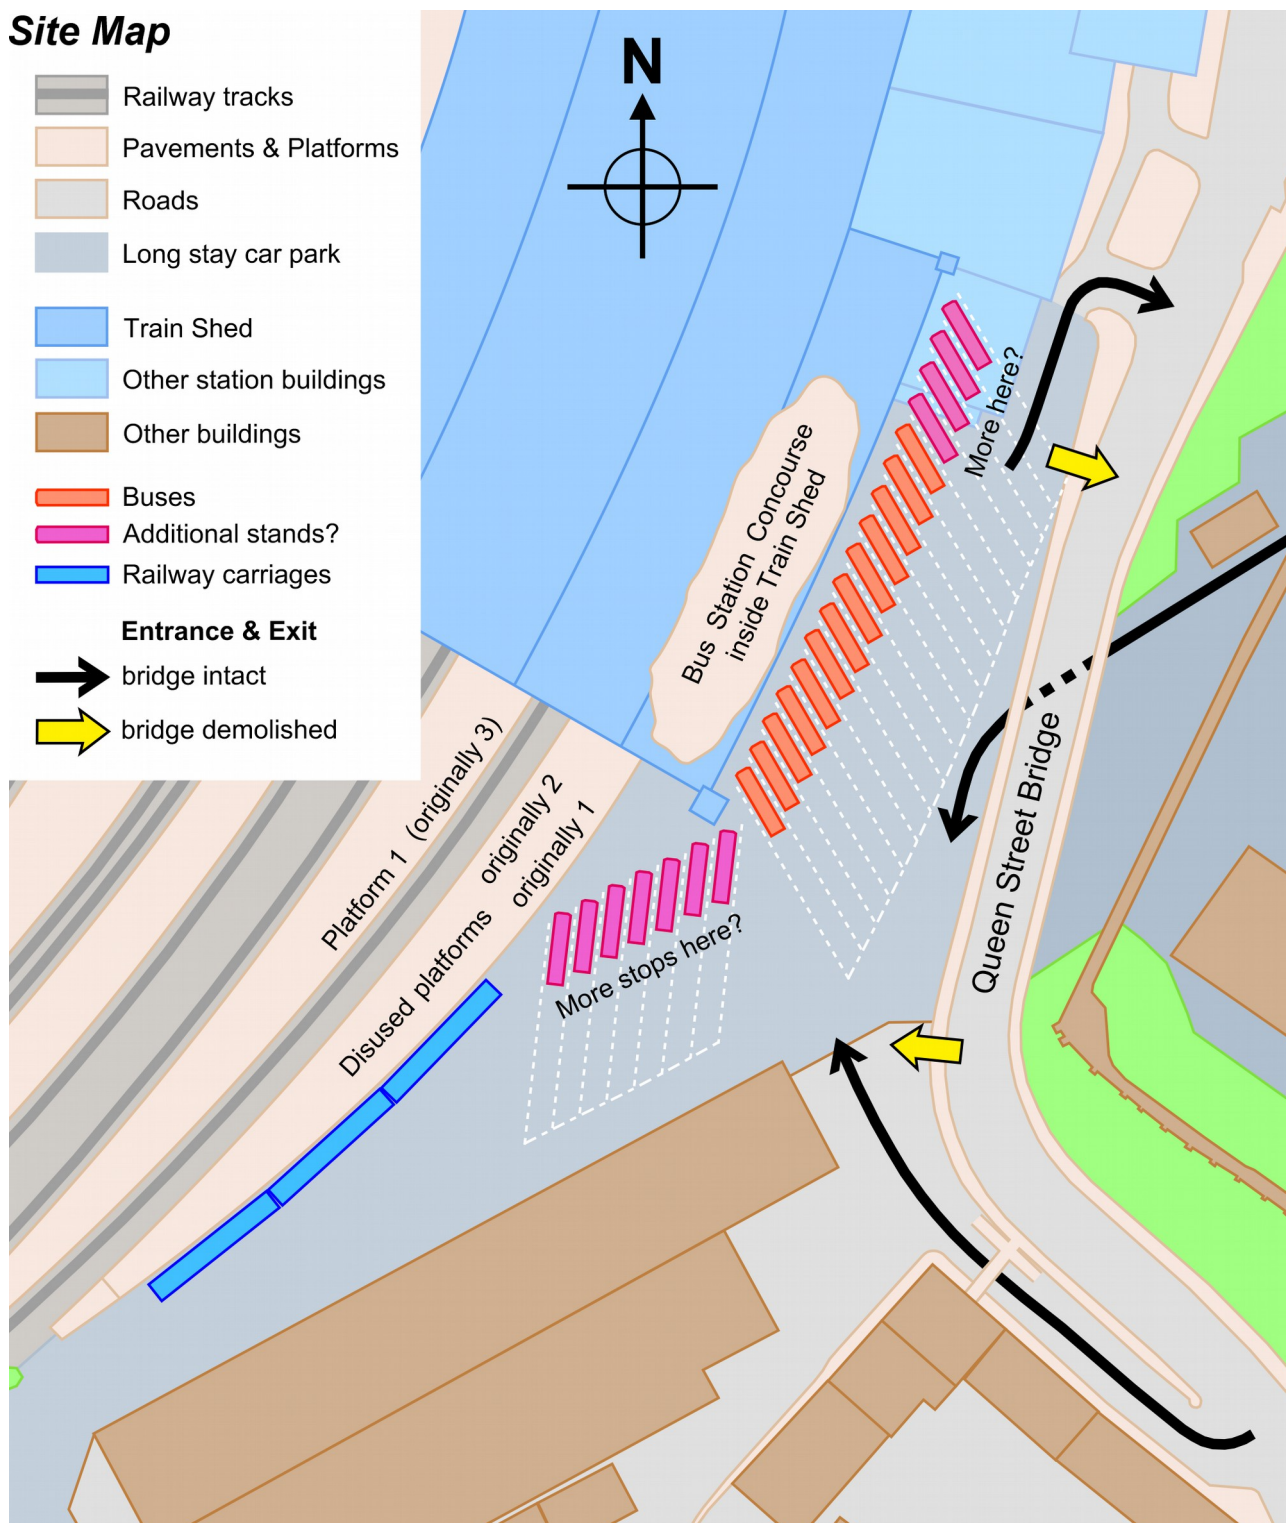 Site Map
Railway tracks
Pavements & Platforms
Roads
Long stay car park
Train Shed
Other station buildings
Other buildings
Buses
Additional stands?
Railway carriages
Entrance & Exit
bridge intact
bridge demolished
N
More here?
Bus Station Concourse
inside Train Shed
Platform 1 (originally 3)
originally 2
Disused platforms originally 1
More stops here?
Queen Street Bridge